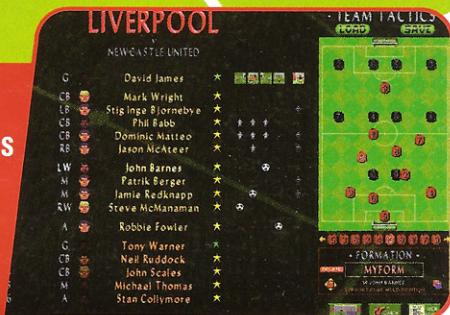 LIVERPOOL
V
NEWCASTLE UNITED
G David James
CB Mark Wright
LB Stig Inge Bjornebye
CB Phil Babb
CB Dominic Matteo
RB Jason McAteer
LW John Barnes
M Patrik Berger
M Jamie Redknapp
RW Steve McManaman
A Robbie Fowler
G Tony Warner
CB Neil Ruddock
CB John Scales
M Michael Thomas
A Stan Collymore
S
• TEAM TACTICS
LOAD SAVE
• FORMATION •
MYFORM
JOHN BARNES